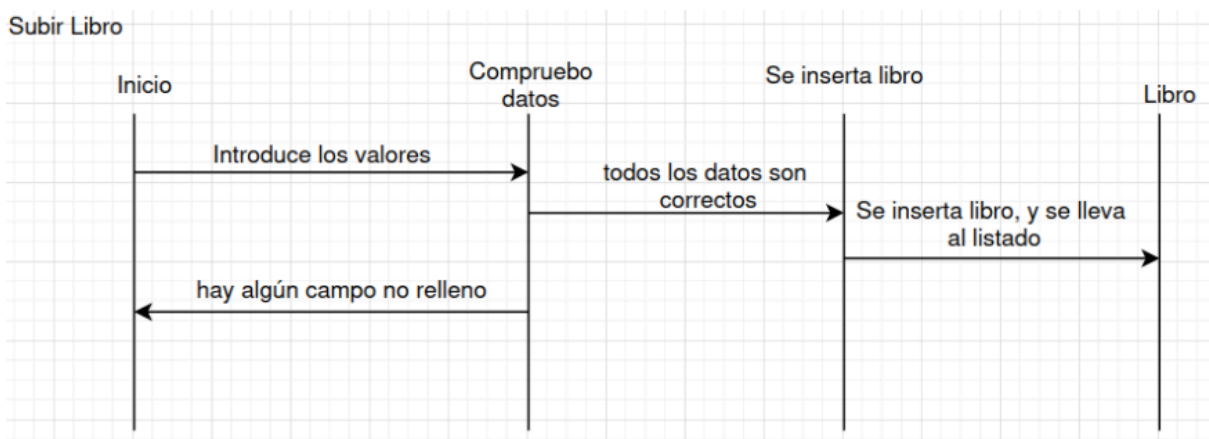 Subir Libro
Inicio
Compruebo
datos
Se inserta libro
Libro
Introduce los valores
todos los datos son
correctos
Se inserta libro, y se lleva
al listado
hay algún campo no relleno